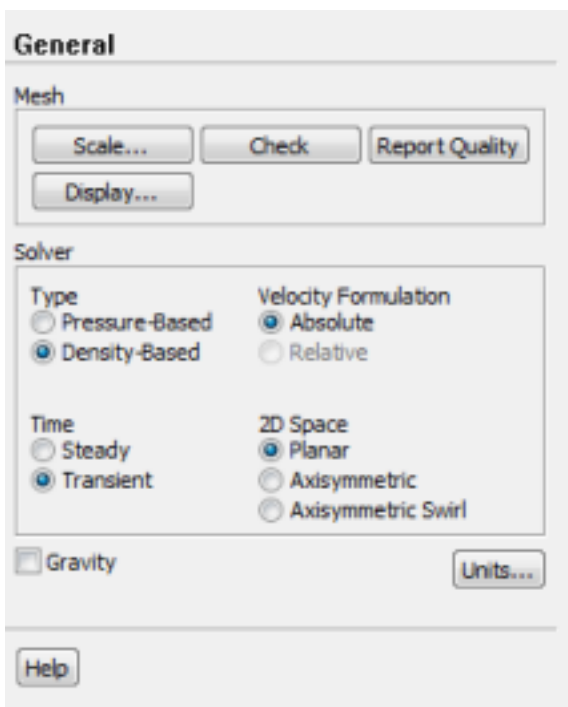 General
Mesh
Scale... Check Report Quality
Display...
Solver
Type Velocity Formulation
Pressure-Based Absolute
Density-Based Relative
Time 2D Space
Steady Planar
Transient Axisymmetric
Axisymmetric Swirl
Gravity Units...
Help